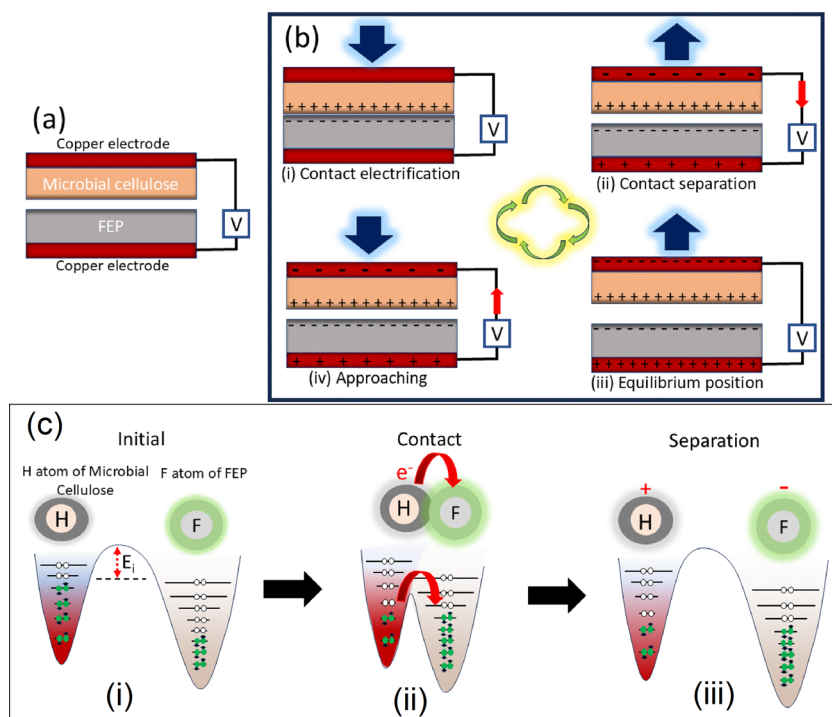 (a)
Copper electrode
Microbial cellulose
FEP
Copper electrode
V
(b)
+ + + + + + + + + + + + +
- - - - - - - - - - - - -
V
(i) Contact electrification
- - - - - - -
+ + + + + + + + + + + + +
- - - - - - - - - - - - -
+ + + + + + +
V
(ii) Contact separation
- - - - - - -
+ + + + + + + + + + + + +
- - - - - - - - - - - - -
+ + + + + + +
V
(iv) Approaching
- - - - - - - - - - - - -
+ + + + + + + + + + + + +
- - - - - - - - - - - - -
+ + + + + + + + + + + + +
V
(iii) Equilibrium position
(c)
Initial
H atom of Microbial
Cellulose
F atom of FEP
H
F
Ei
(i)
Contact
e-
H
F
(ii)
Separation
+
-
H
F
(iii)